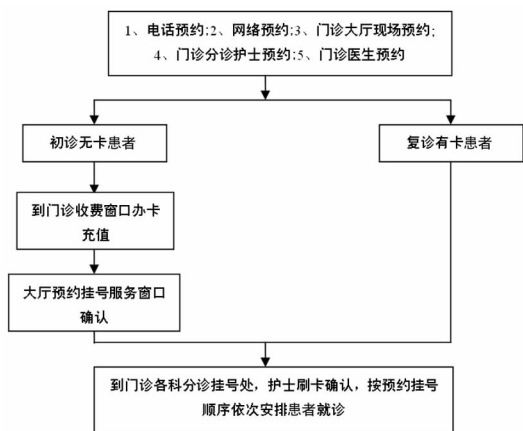 1、电话预约;2、网络预约;3、门诊大厅现场预约;
4、门诊分诊护士预约;5、门诊医生预约
初诊无卡患者
复诊有卡患者
到门诊收费窗口办卡
充值
大厅预约挂号服务窗口
确认
到门诊各科分诊挂号处，护士刷卡确认，按预约挂号
顺序依次安排患者就诊